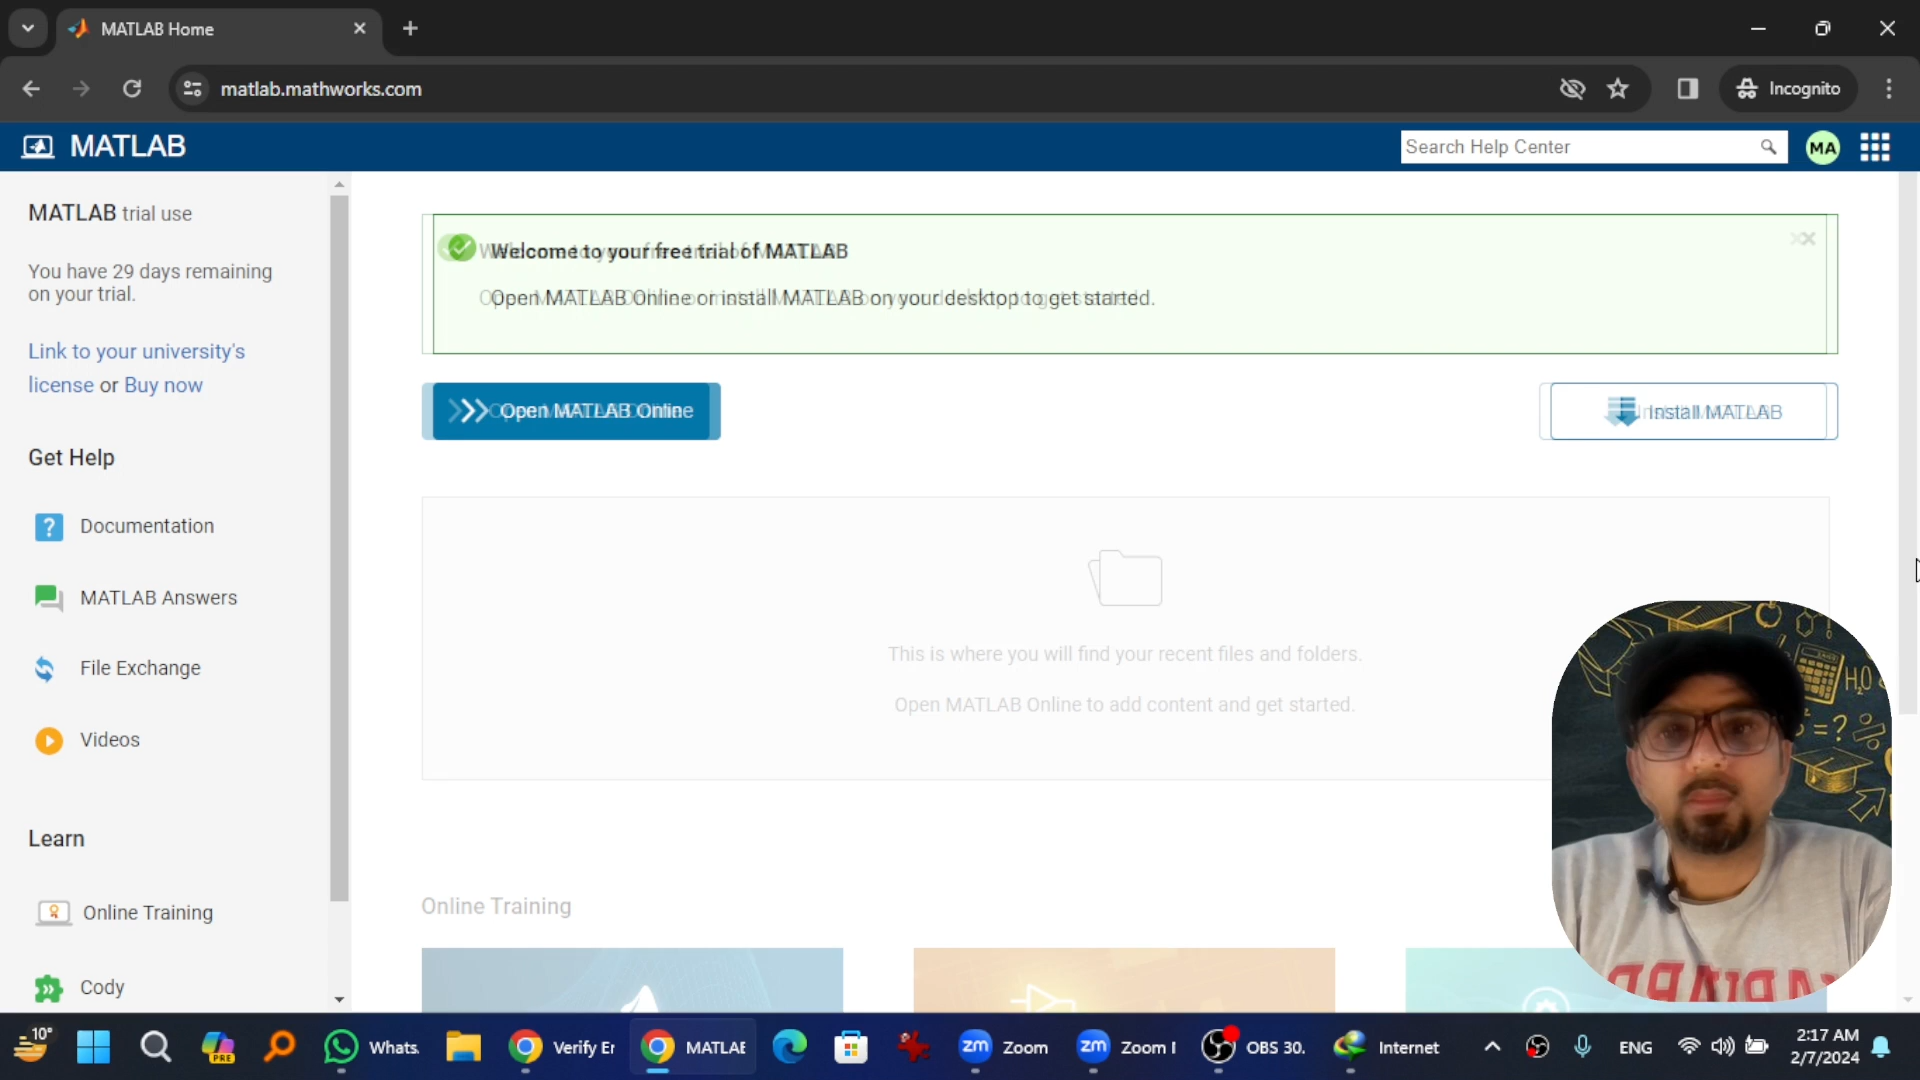 MATLAB Home
matlab.mathworks.com
Incognito
MATLAB
Search Help Center
MA
MATLAB trial use
You have 29 days remaining
on your trial.
Link to your university's
license or Buy now
Get Help
Documentation
MATLAB Answers
File Exchange
Videos
Learn
Online Training
Cody
Welcome to your free trial of MATLAB
Open MATLAB Online or install MATLAB on your desktop to get started.
Open MATLAB Online
Install MATLAB
This is where you will find your recent files and folders.
Open MATLAB Online to add content and get started.
Online Training
H₂O
=?
10°
PRE
Whats.
Verify Er
MATLAE
zm
Zoom
zm
Zoom I
OBS 30.
Internet
ENG
2:17 AM
2/7/2024